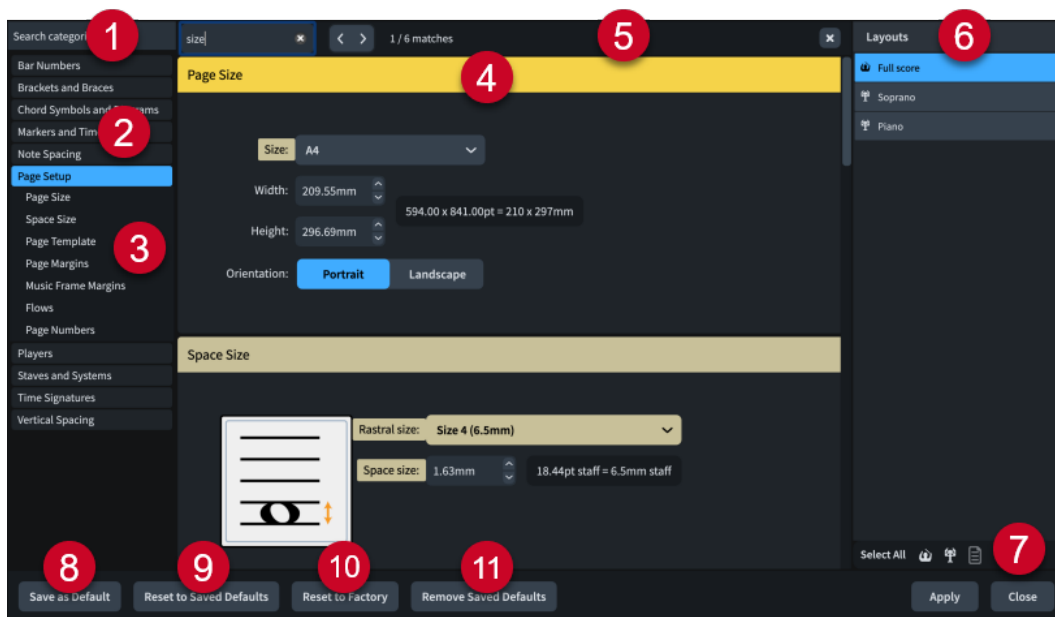 Search categor
1
size
1 / 6 matches
5
Layouts
6
Bar Numbers
Brackets and Braces
Chord Symbols and
Markers and Tim
2
Note Spacing
Page Setup
Page Size
Space Size
Page Template
3
Page Margins
Music Frame Margins
Flows
Page Numbers
Players
Staves and Systems
Time Signatures
Vertical Spacing
Page Size
4
Size: A4
Width: 209.55mm
594.00 x 841.00pt = 210 x 297mm
Height: 296.69mm
Orientation: Portrait Landscape
Space Size
Rastral size: Size 4 (6.5mm)
Space size: 1.63mm 18.44pt staff = 6.5mm staff
Full score
Soprano
Piano
Select All
7
8
9
10
11
Save as Default
Reset to Saved Defaults
Reset to Factory
Remove Saved Defaults
Apply
Close